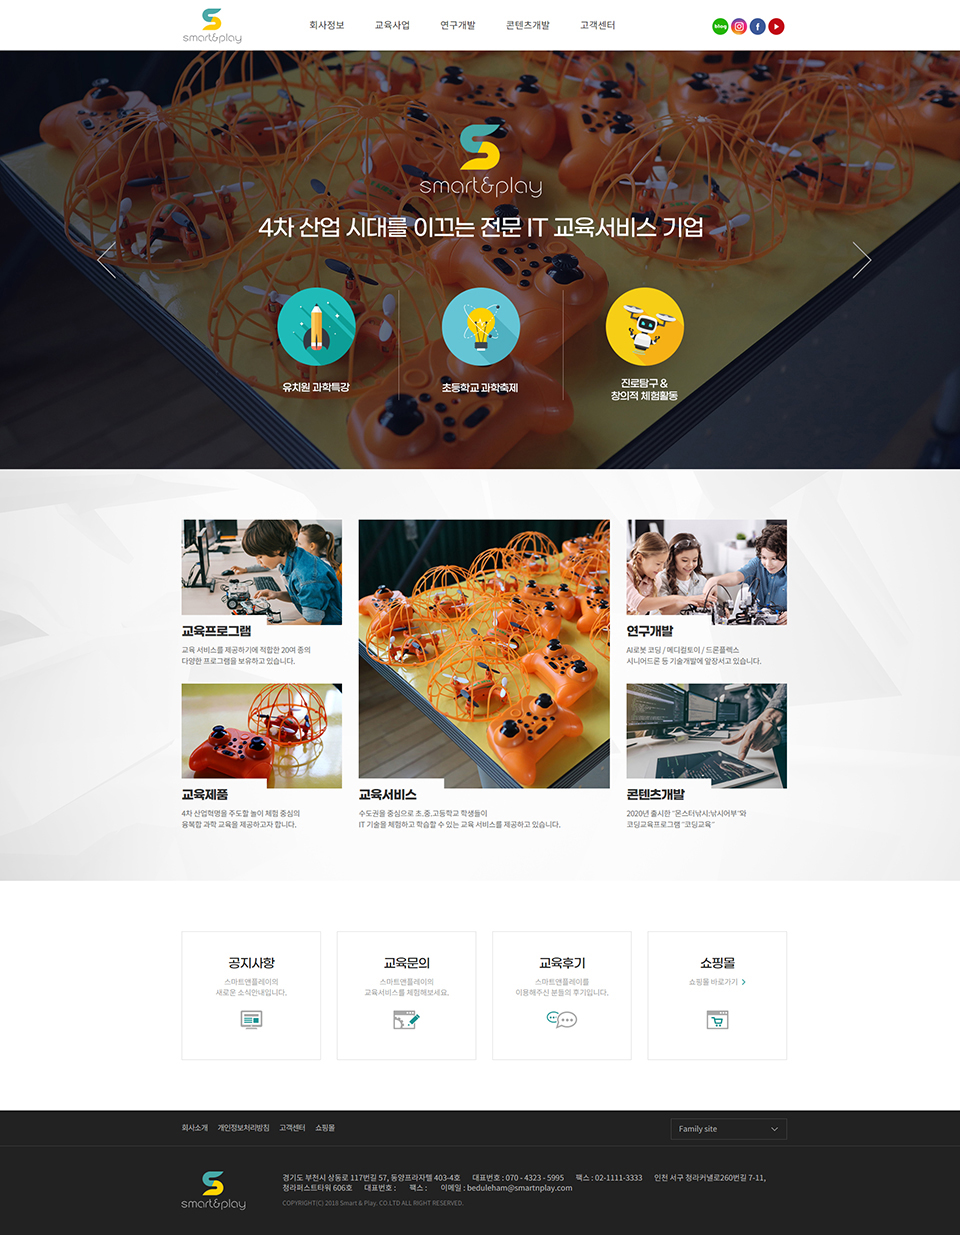 smart&play
회사정보
교육사업
연구개발
콘텐츠개발
고객센터
blog
smart&play
4차 산업 시대를 이끄는 전문 IT 교육서비스 기업
유치원 과학특강
초등학교 과학축제
진로탐구 &
창의적 체험활동
교육프로그램
교육 서비스를 제공하기에 적합한 20여 종의
다양한 프로그램을 보유하고 있습니다.
연구개발
AI로봇 코딩 / 메디컬토이 / 드론플렉스
시니어드론 등 기술개발에 앞장서고 있습니다.
교육제품
4차 산업혁명을 주도할 놀이 체험 중심의
융복합 과학 교육을 제공하고자 합니다.
교육서비스
수도권을 중심으로 초.중.고등학교 학생들이
IT 기술을 체험하고 학습할 수 있는 교육 서비스를 제공하고 있습니다.
콘텐츠개발
2020년 출시한 "몬스터낚시:낚시어부"와
코딩교육프로그램 "코딩교육"
공지사항
스마트앤플레이의
새로운 소식안내입니다.
교육문의
스마트앤플레이의
교육서비스를 체험해보세요.
교육후기
스마트앤플레이를
이용해주신 분들의 후기입니다.
쇼핑몰
쇼핑몰 바로가기 >
회사소개 개인정보처리방침 고객센터 쇼핑몰
Family site
smart&play
경기도 부천시 상동로 117번길 57, 동양프라자텔 403-4호 대표번호 : 070 - 4323 - 5995 팩스 : 02-1111-3333 인천 서구 청라커낼로260번길 7-11,
청라퍼스트타워 606호 대표번호 : 팩스 : 이메일 : beduleham@smartnplay.com
COPYRIGHT(C) 2018 Smart & Play. CO.LTD ALL RIGHT RESERVED.